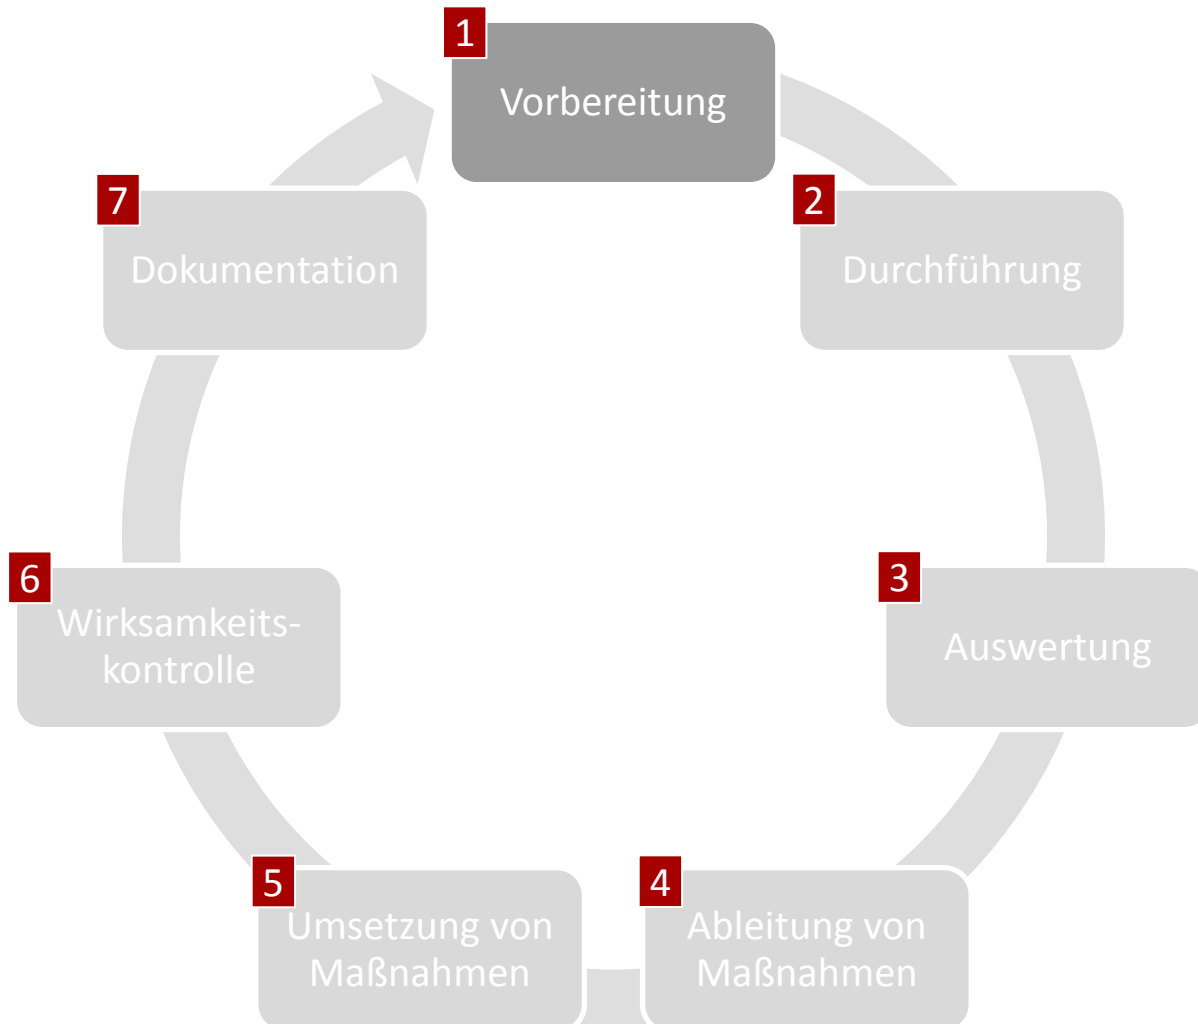 1
Vorbereitung
2
Durchführung
3
Auswertung
4
Ableitung von
Maßnahmen
5
Umsetzung von
Maßnahmen
6
Wirksamkeits-
kontrolle
7
Dokumentation